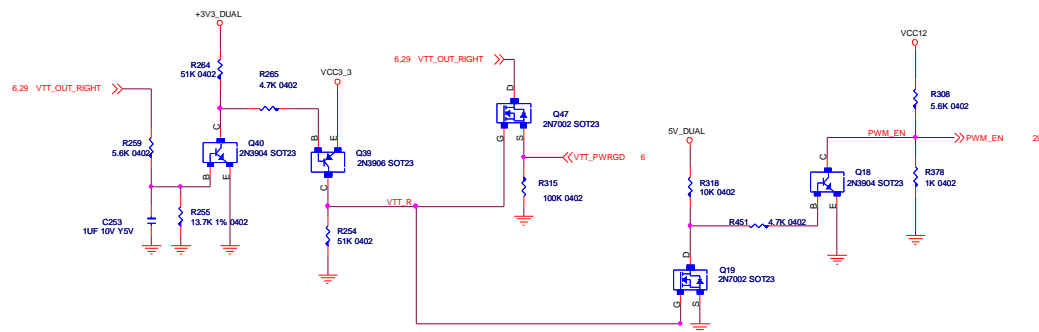 +3V3_DUAL
R264
51K 0402
R265
4.7K 0402
VCC3_3
6,29 VTT_OUT_RIGHT
R259
5.6K 0402
C
B
E
Q40
2N3904 SOT23
B
E
C
Q39
2N3906 SOT23
C253
1UF 10V Y5V
R255
13.7K 1% 0402
R254
51K 0402
VTT_R
6,29 VTT_OUT_RIGHT
D
G
S
Q47
2N7002 SOT23
VTT_PWRGD 6
R315
100K 0402
5V_DUAL
R318
10K 0402
R451
4.7K 0402
D
G
S
Q19
2N7002 SOT23
VCC12
R308
5.6K 0402
PWM_EN
PWM_EN
C
B
E
Q18
2N3904 SOT23
R378
1K 0402